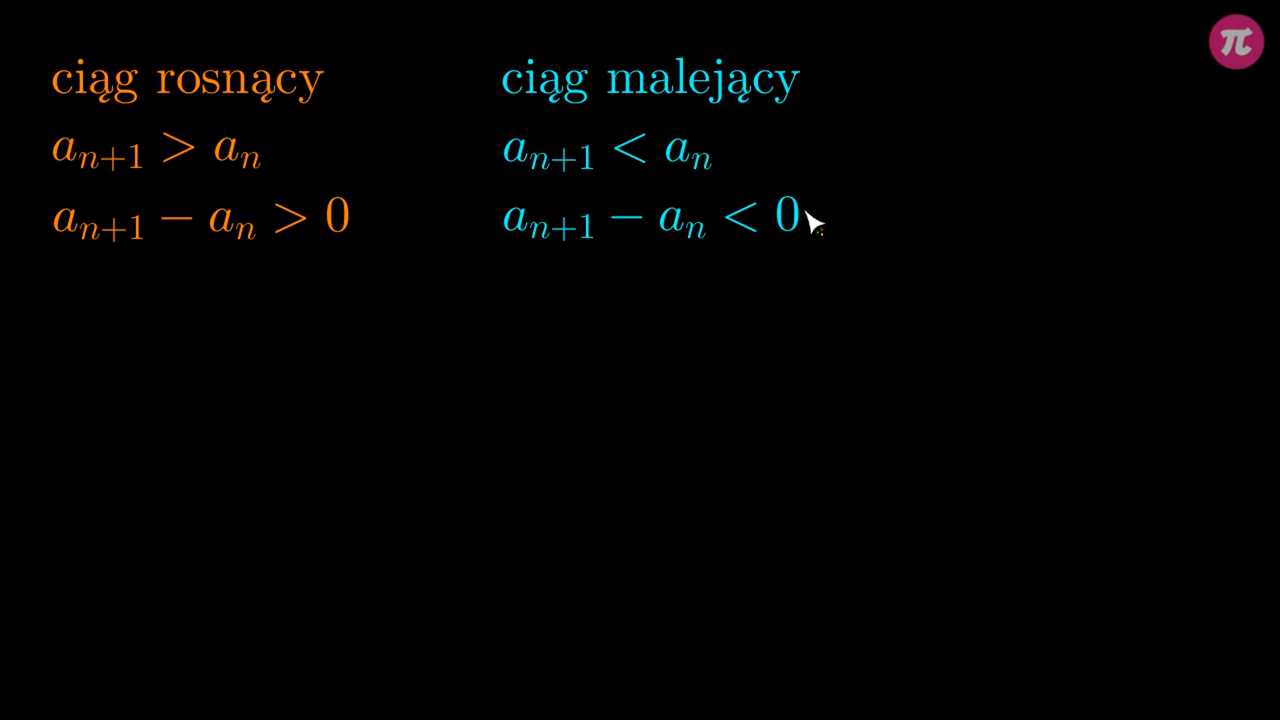 ciąg rosnący
a_{n+1} > a_n
a_{n+1} − a_n > 0
ciąg malejący
a_{n+1} < a_n
a_{n+1} − a_n < 0
π